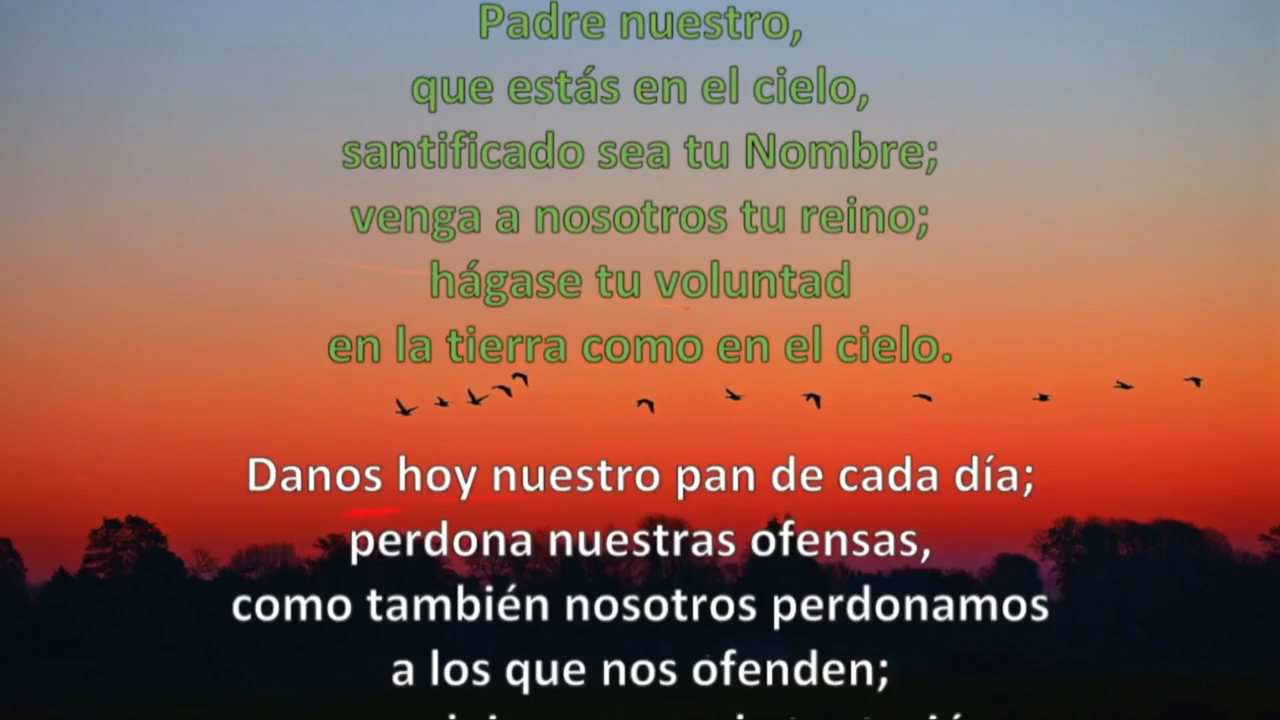 Padre nuestro,
que estás en el cielo,
santificado sea tu Nombre;
venga a nosotros tu reino;
hágase tu voluntad
en la tierra como en el cielo.
Danos hoy nuestro pan de cada día;
perdona nuestras ofensas,
como también nosotros perdonamos
a los que nos ofenden;